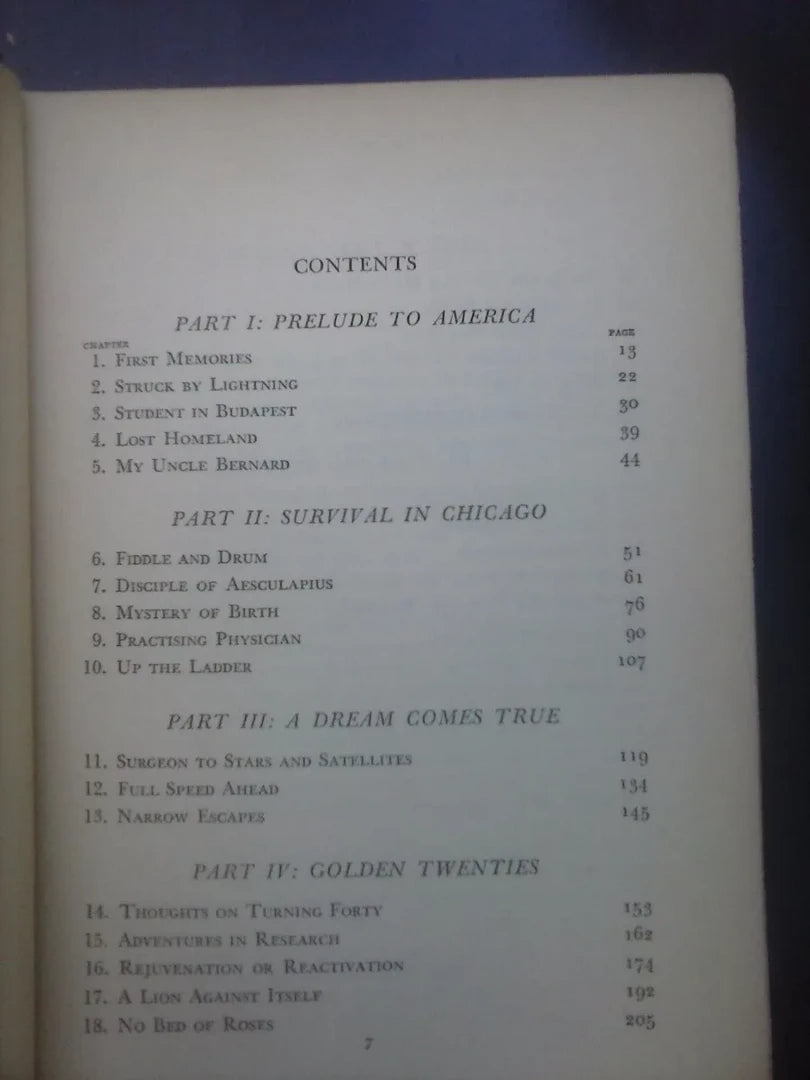 CONTENTS
PART I: PRELUDE TO AMERICA
CHAPTER PAGE
1. FIRST MEMORIES 13
2. STRUCK BY LIGHTNING 22
3. STUDENT IN BUDAPEST 30
4. LOST HOMELAND 39
5. MY UNCLE BERNARD 44
PART II: SURVIVAL IN CHICAGO
6. FIDDLE AND DRUM 51
7. DISCIPLE OF AESCULAPIUS 61
8. MYSTERY OF BIRTH 76
9. PRACTISING PHYSICIAN 90
10. UP THE LADDER 107
PART III: A DREAM COMES TRUE
11. SURGEON TO STARS AND SATELLITES 119
12. FULL SPEED AHEAD 134
13. NARROW ESCAPES 145
PART IV: GOLDEN TWENTIES
14. THOUGHTS ON TURNING FORTY 153
15. ADVENTURES IN RESEARCH 162
16. REJUVENATION OR REACTIVATION 174
17. A LION AGAINST ITSELF 192
18. NO BED OF ROSES 205
7